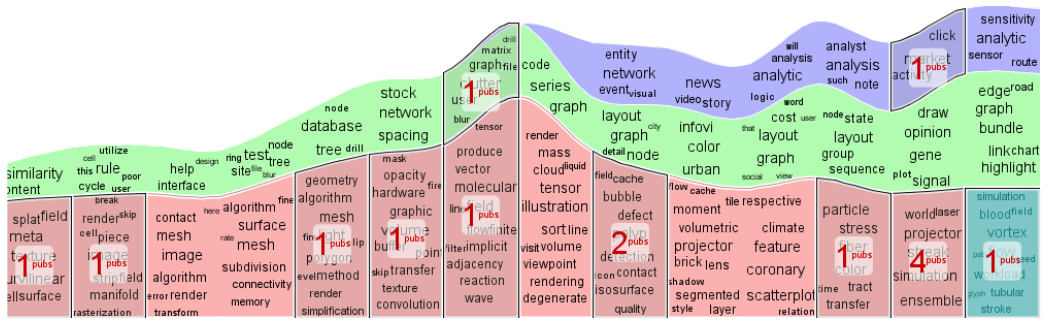 similarity
ontent
cell
utilize
this rule
poor
cycle user
help design
interface
ring test node
site file tree
blur
node
database
tree drill
stock
network
spacing
drill
matrix
graph file
clutter
user
blur tensor
code
series
graph
entity
network
event visual
layout
graph city
detail node
news
video story
infovi
color
urban
will
analysis
analytic
logic
word
cost user
that layout
graph
social view
analyst
analysis
such note
node state
layout
group
sequence
click
market
activity
1 pubs
draw
opinion
gene
plot signal
sensitivity
analytic
sensor
route
edge road
graph
bundle
link chart
highlight
splat field
meta
texture
urvilinear
ellsurface
1 pubs
break
render skip
cell piece
image
strip field
manifold
rasterization
1 pubs
contact here
mesh
image
algorithm
error render
transform
algorithm fine
surface
rate mesh
subdivision
connectivity
memory
geometry
algorithm
mesh
polygon
method
render
simplification
1 pubs
mask
opacity
hardware fire
graphic
volume
point
skip transfer
texture
convolution
1 pubs
produce
vector
molecular
field
flow finite
filter implicit
adjacency
reaction
wave
1 pubs
1 pubs
render
mass
cloud liquid
tensor
illustration
sort line
visit volume
viewpoint
rendering
degenerate
field cache
bubble
defect
detection
icon contact
isosurface
quality
2 pubs
flow cache
moment tile
volumetric
projector
brick lens
shadow
segmented
style layer
respective
climate
feature
coronary
scatterplot
relation
particle
stress
fiber
color
time tract
transfer
1 pubs
world laser
projector
streak
simulation
ensemble
4 pubs
simulation
blood field
vortex
flow
workload
glyph tubular
stroke
1 pubs